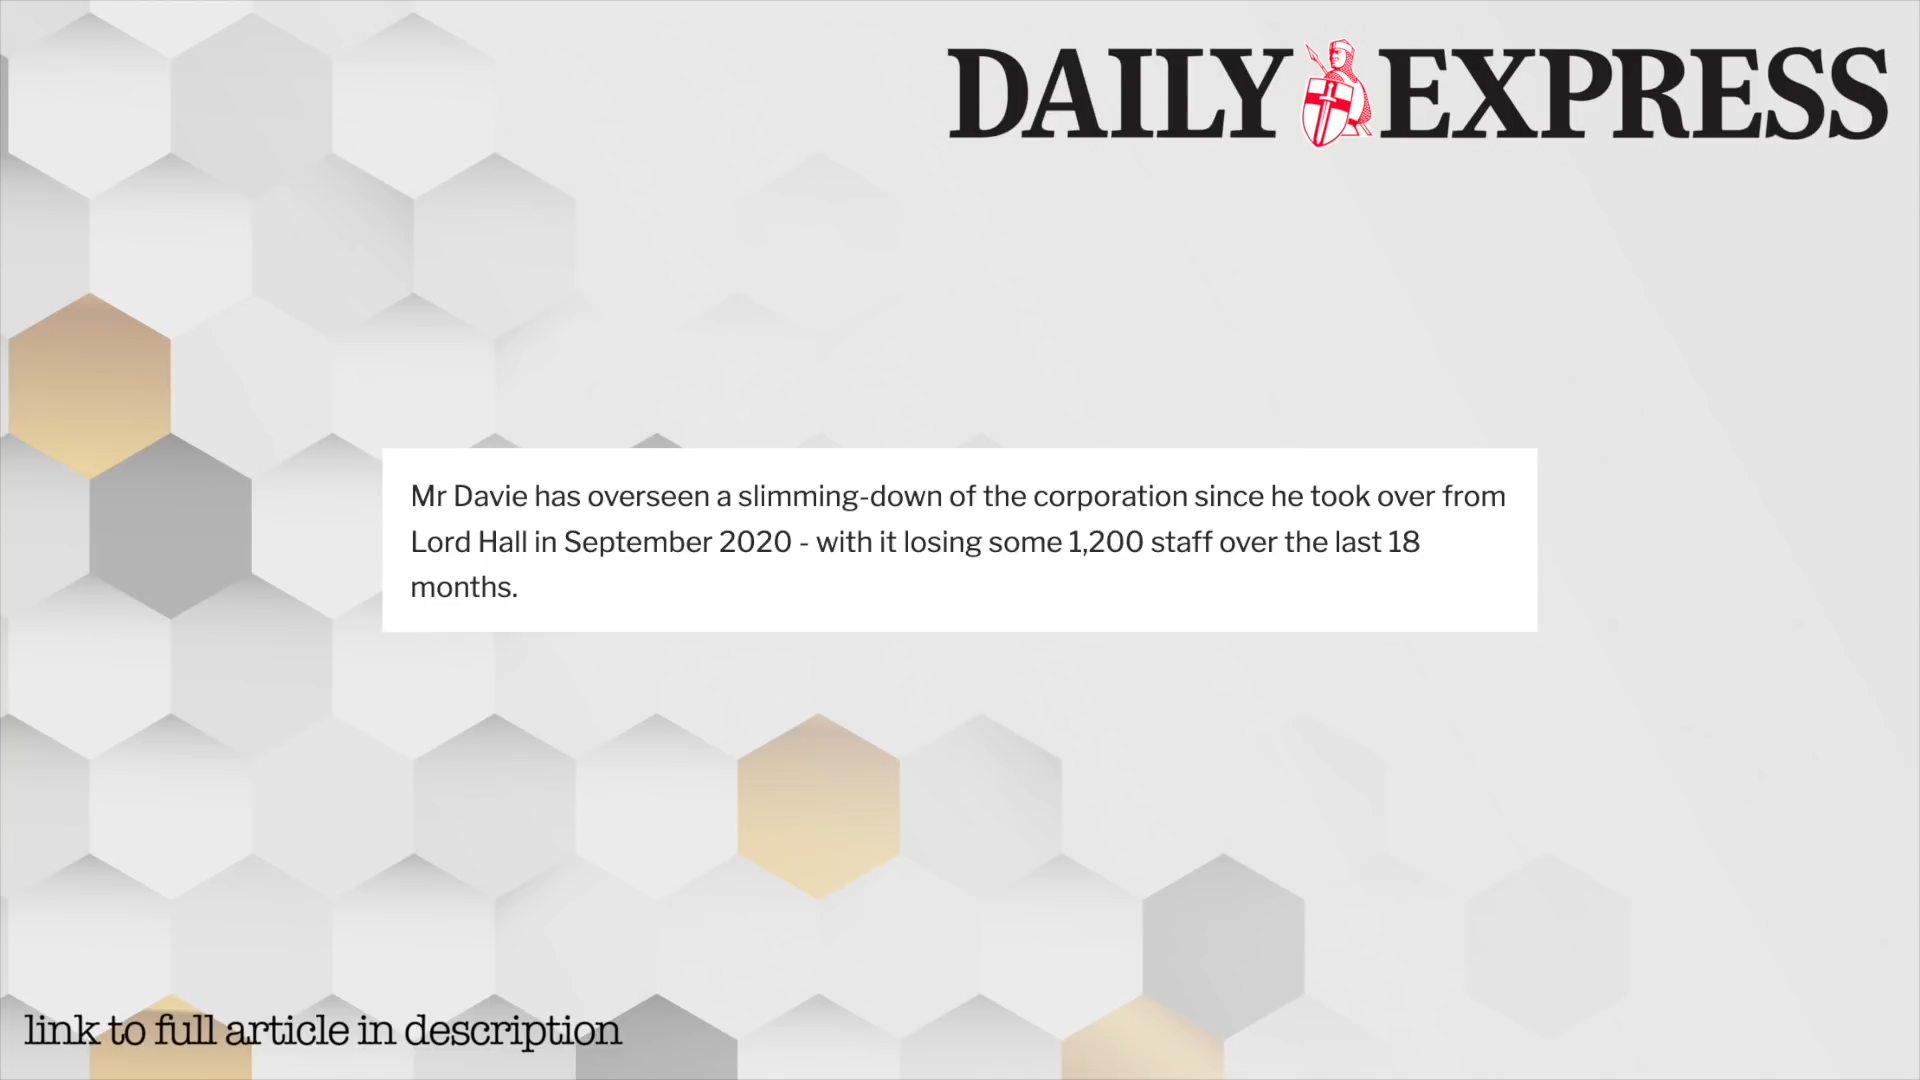 DAILY EXPRESS
Mr Davie has overseen a slimming-down of the corporation since he took over from
Lord Hall in September 2020 - with it losing some 1,200 staff over the last 18
months.
link to full article in description